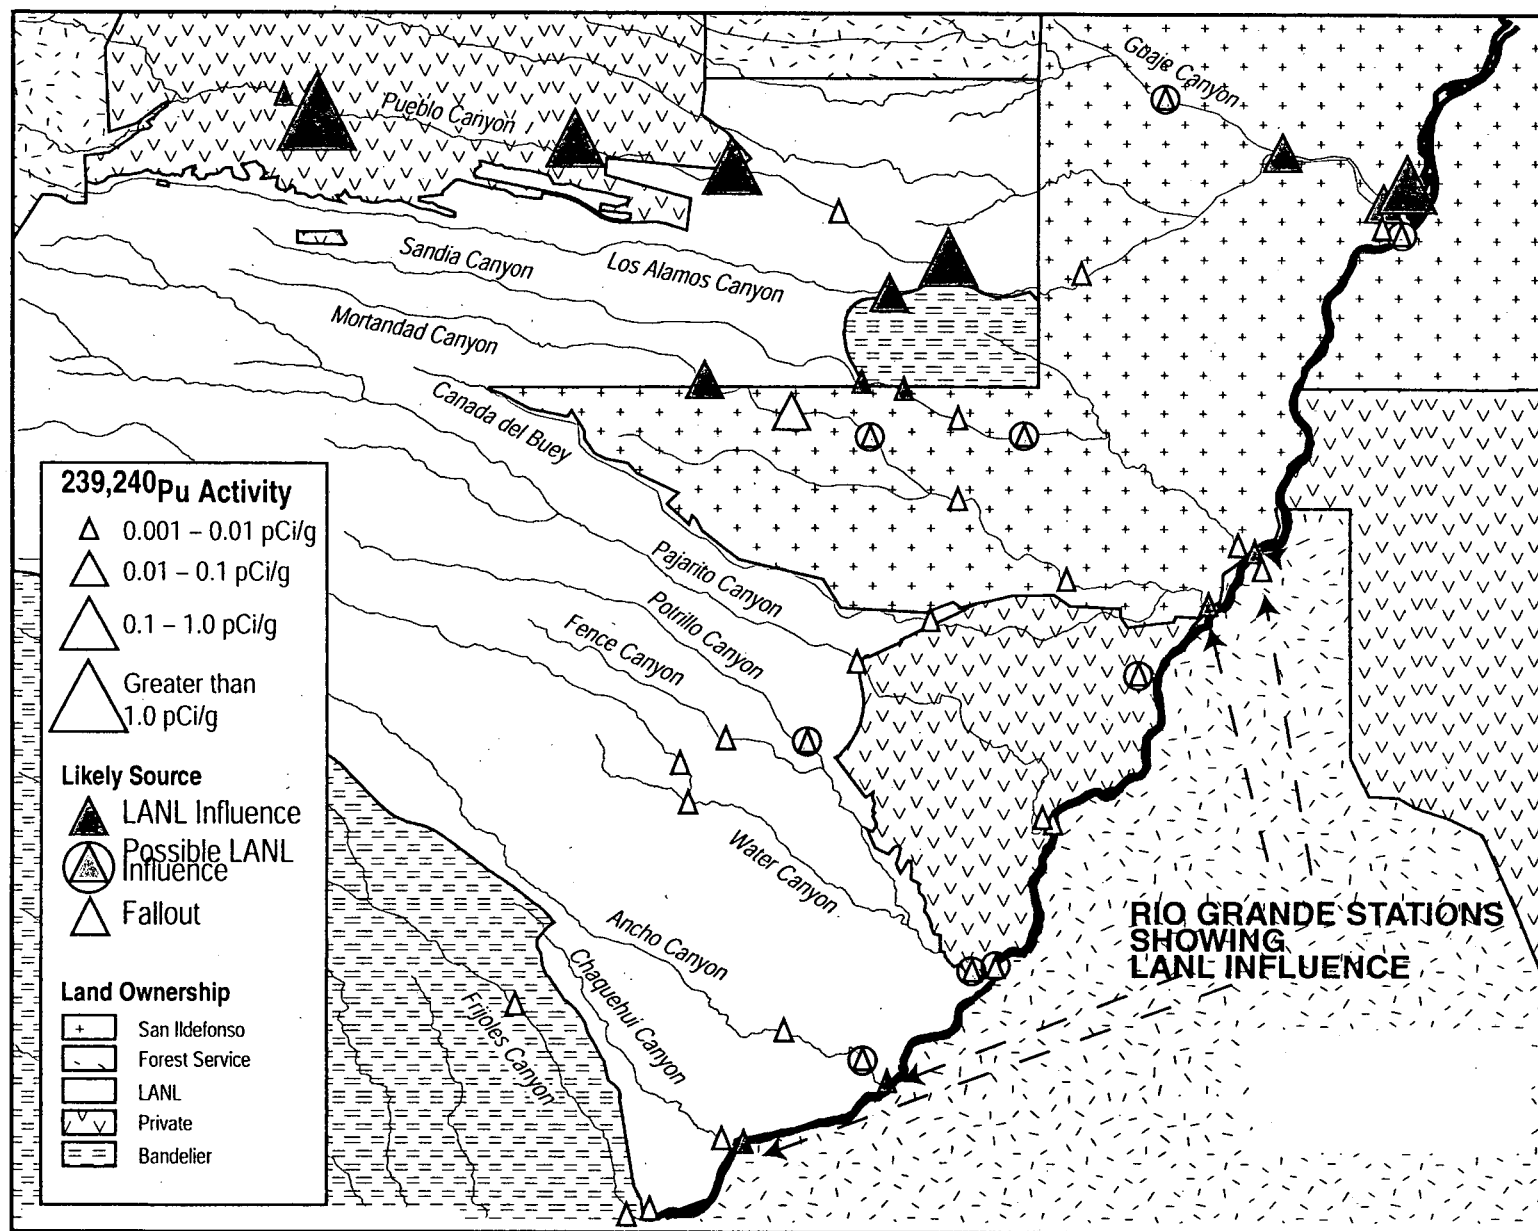 Guaje Canyon
Pueblo Canyon
Sandia Canyon
Los Alamos Canyon
Mortandad Canyon
Canada del Buey
Pajarito Canyon
Potrillo Canyon
Fence Canyon
Water Canyon
Ancho Canyon
Chaquehui Canyon
Frijoles Canyon
239,240Pu Activity
0.001 – 0.01 pCi/g
0.01 – 0.1 pCi/g
0.1 – 1.0 pCi/g
Greater than
1.0 pCi/g
Likely Source
LANL Influence
Possible LANL
Influence
Fallout
Land Ownership
San Ildefonso
Forest Service
LANL
Private
Bandelier
RIO GRANDE STATIONS
SHOWING
LANL INFLUENCE